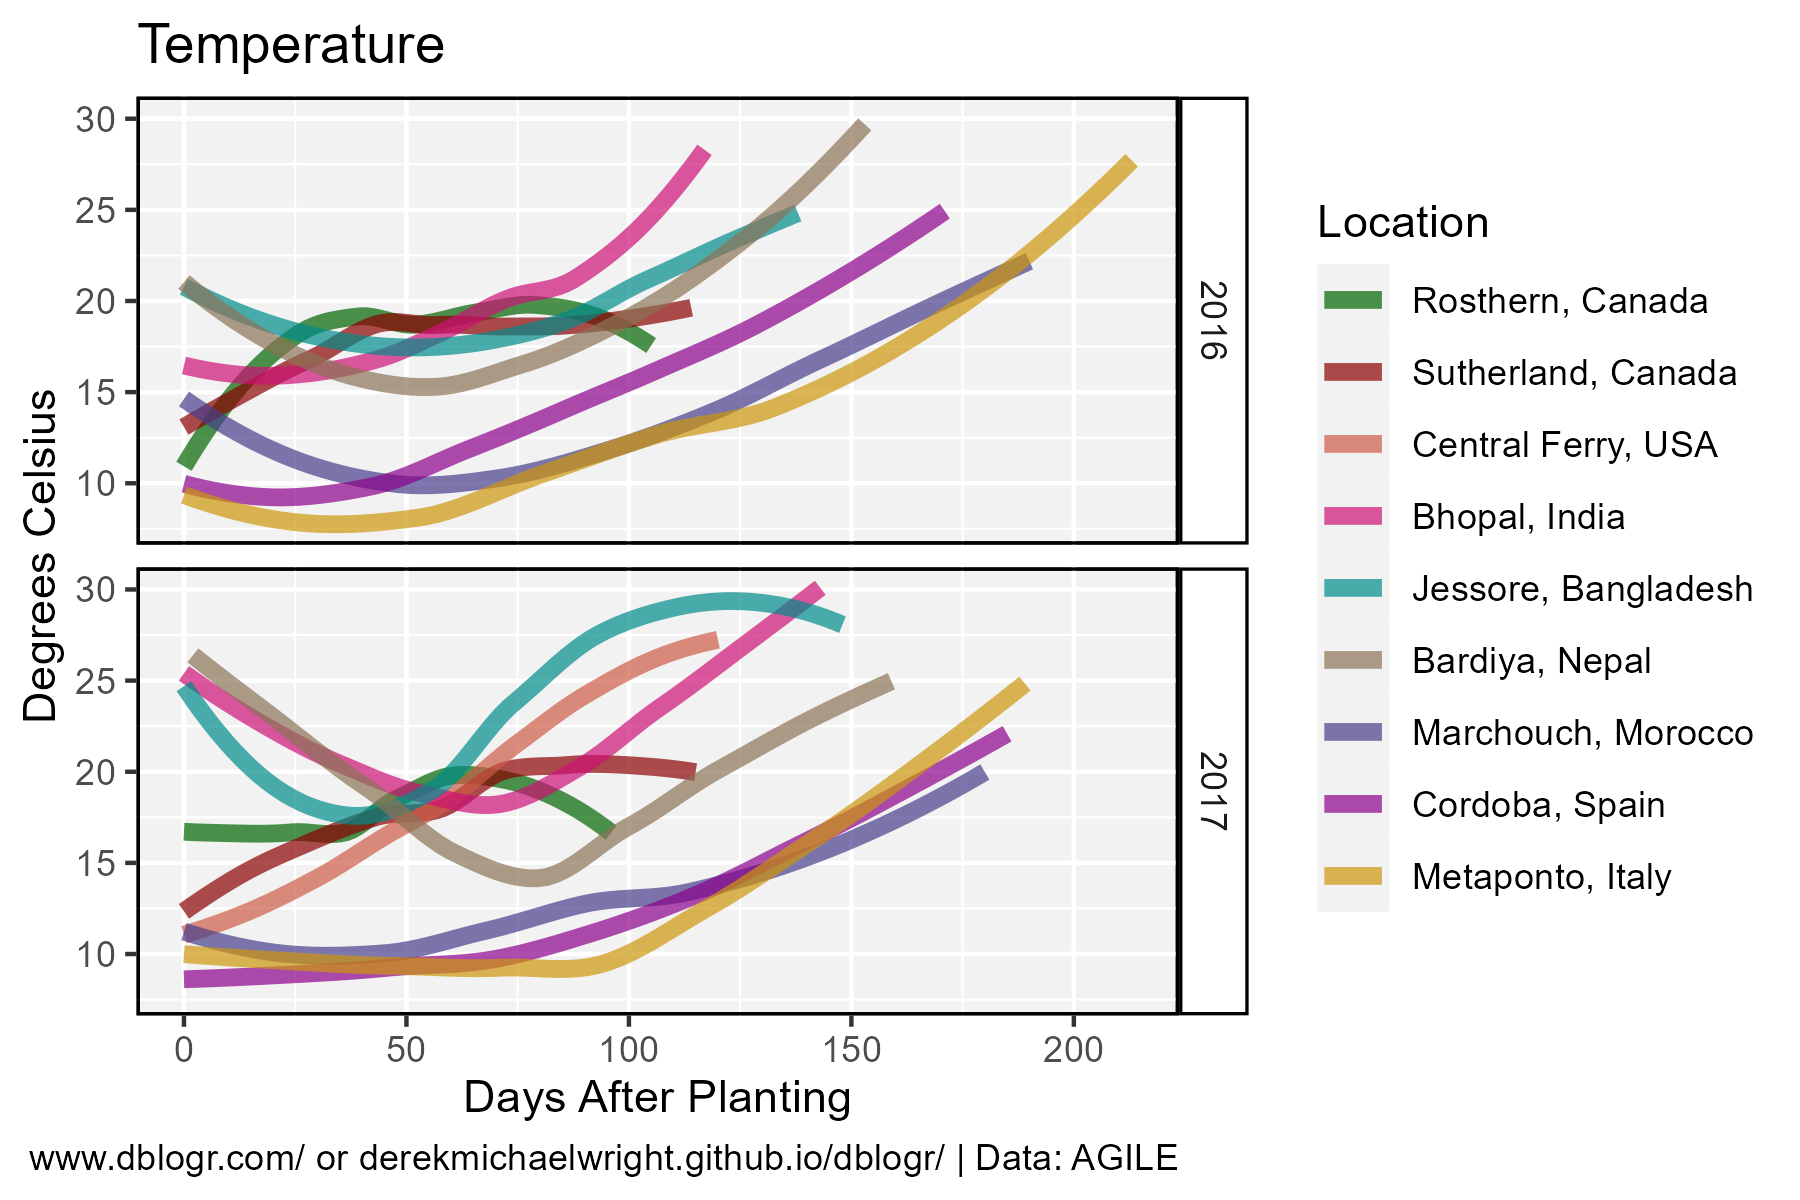 Temperature
30
25
20
15
10
2016
30
25
20
15
10
2017
0 50 100 150 200
Days After Planting
Degrees Celsius
Location
Rosthern, Canada
Sutherland, Canada
Central Ferry, USA
Bhopal, India
Jessore, Bangladesh
Bardiya, Nepal
Marchouch, Morocco
Cordoba, Spain
Metaponto, Italy
www.dblogr.com/ or derekmichaelwright.github.io/dblogr/ | Data: AGILE